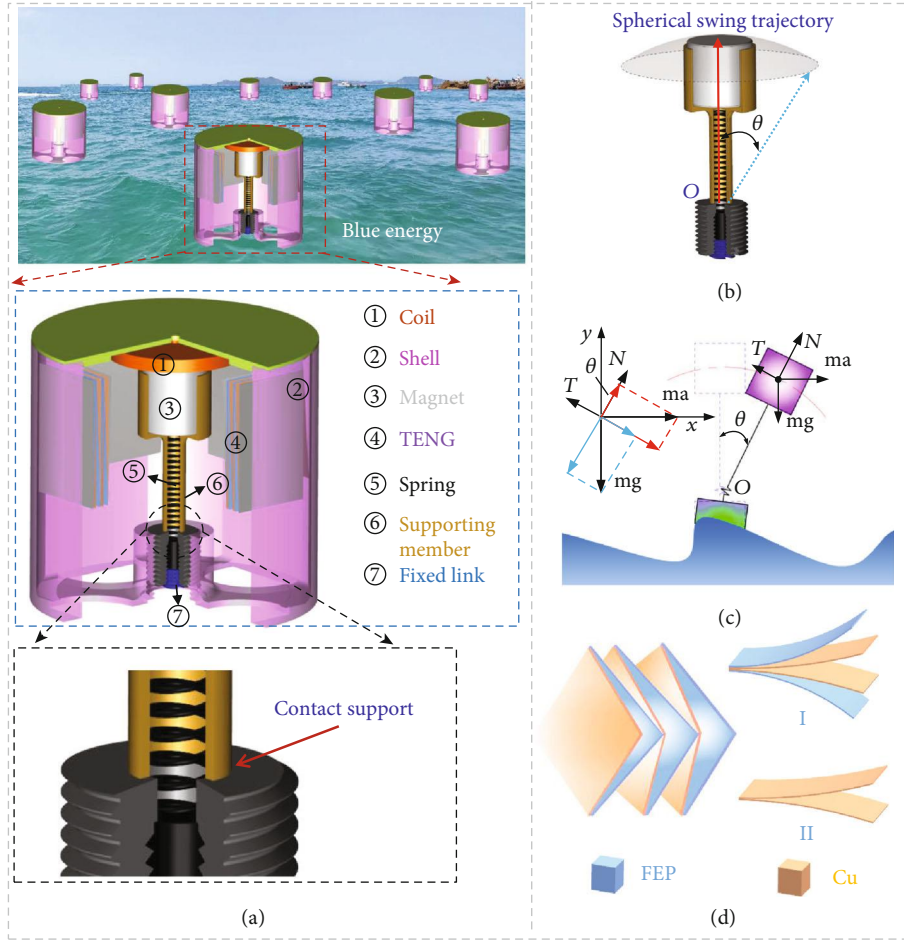 Blue energy
① Coil
② Shell
③ Magnet
④ TENG
⑤ Spring
⑥ Supporting
member
⑦ Fixed link
①
②
③
④
⑤
⑥
⑦
Contact support
(a)
Spherical swing trajectory
θ
O
(b)
y
θ
N
T
ma
x
mg
T
N
ma
θ
mg
O
(c)
I
II
FEP
Cu
(d)